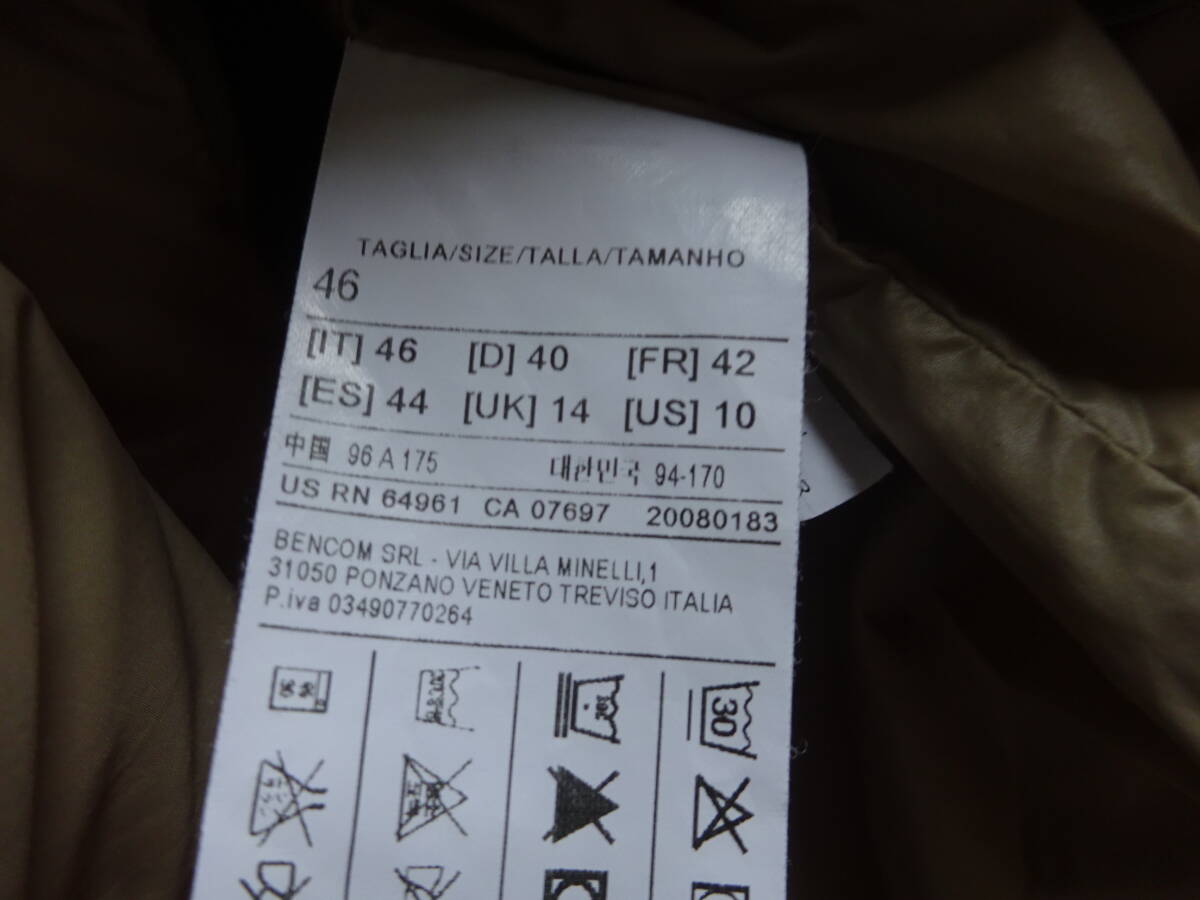 TAGLIA/SIZE/TALLA/TAMANHO
46
[IT] 46 [D] 40 [FR] 42
[ES] 44 [UK] 14 [US] 10
中国 96 A 175 대한민국 94-170
US RN 64961 CA 07697 20080183
BENCOM SRL - VIA VILLA MINELLI,1
31050 PONZANO VENETO TREVISO ITALIA
P.iva 03490770264
30